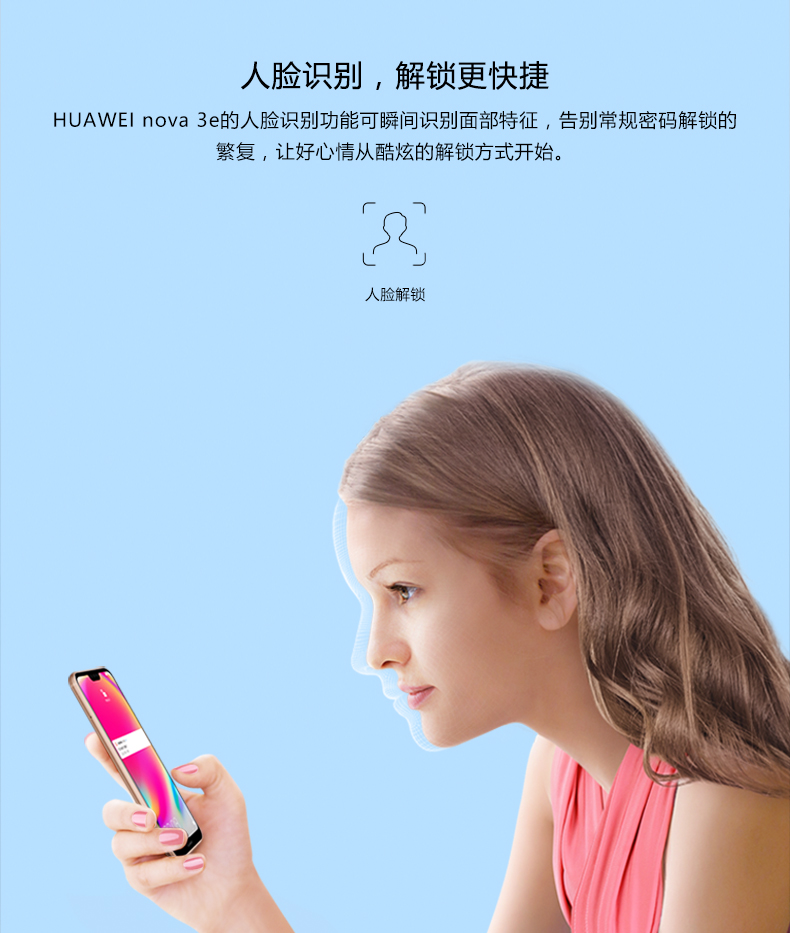 人脸识别，解锁更快捷
HUAWEI nova 3e的人脸识别功能可瞬间识别面部特征，告别常规密码解锁的
繁复，让好心情从酷炫的解锁方式开始。
人脸解锁